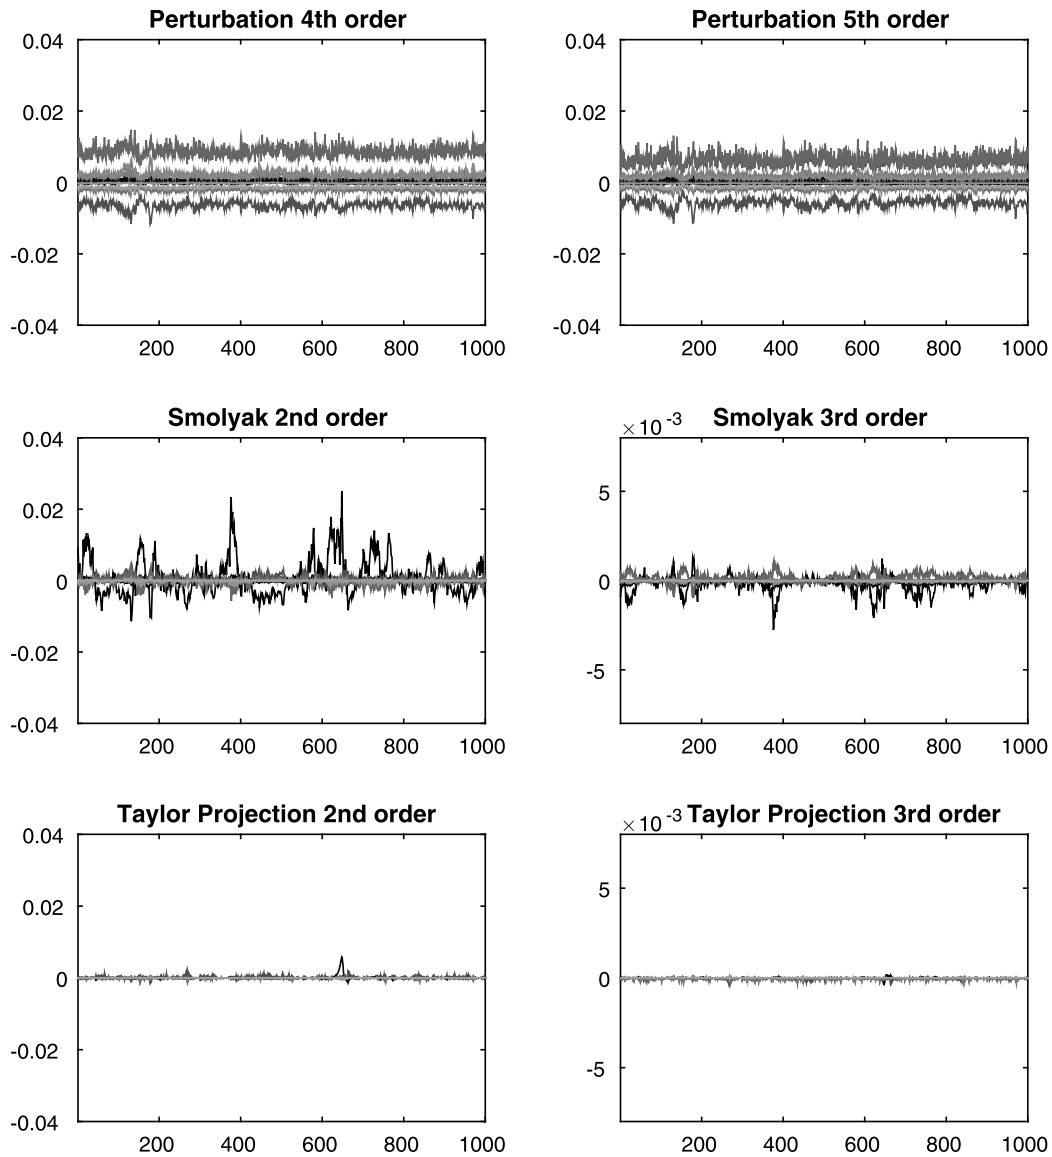 Perturbation 4th order
0.04
0.02
0
-0.02
-0.04
200 400 600 800 1000
Perturbation 5th order
0.04
0.02
0
-0.02
-0.04
200 400 600 800 1000
Smolyak 2nd order
0.04
0.02
0
-0.02
-0.04
200 400 600 800 1000
Smolyak 3rd order
×10 -3
5
0
-5
200 400 600 800 1000
Taylor Projection 2nd order
0.04
0.02
0
-0.02
-0.04
200 400 600 800 1000
Taylor Projection 3rd order
×10 -3
5
0
-5
200 400 600 800 1000